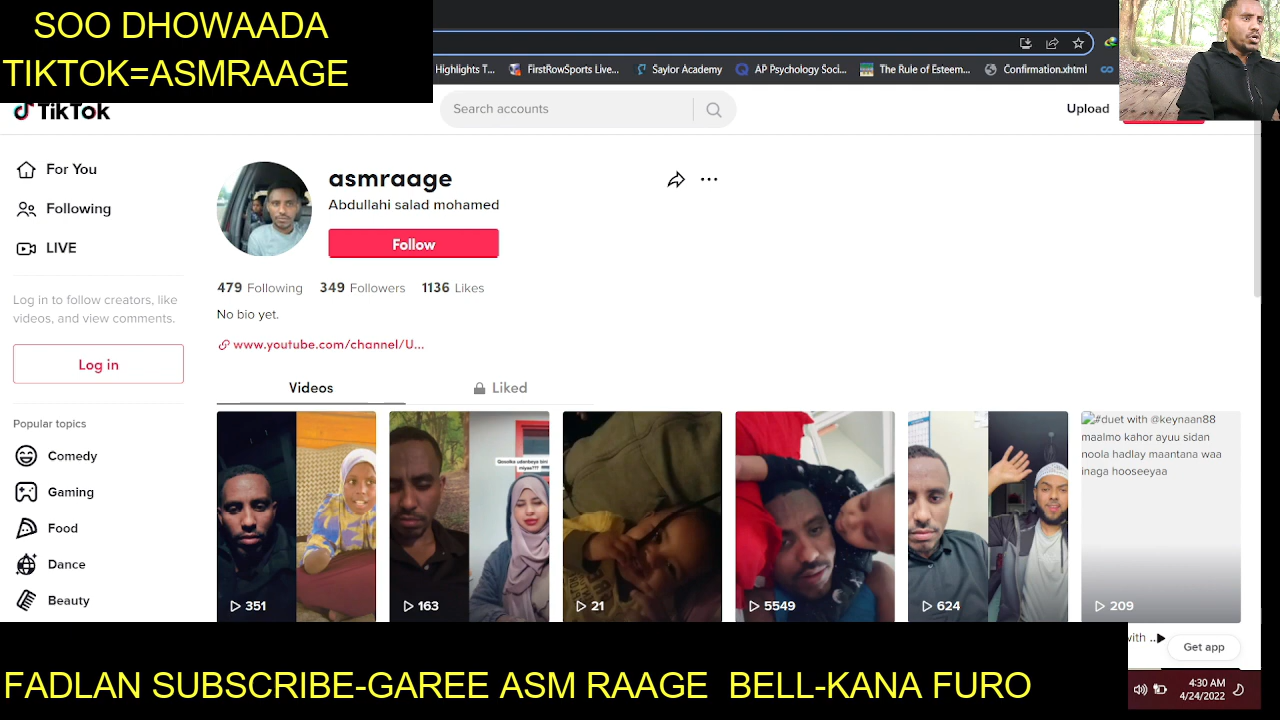 SOO DHOWAADA
TIKTOK=ASMRAAGE
Highlights T... FirstRowSports Live... Saylor Academy AP Psychology Soci... The Rule of Esteem... Confirmation.xhtml
TikTok
Search accounts
Upload
For You
Following
LIVE
Log in to follow creators, like
videos, and view comments.
Log in
Popular topics
Comedy
Gaming
Food
Dance
Beauty
asmraage
Abdullahi salad mohamed
Follow
479 Following 349 Followers 1136 Likes
No bio yet.
www.youtube.com/channel/U...
Videos Liked
#duet with @keynaan88
maalmo kahor ayuu sidan
moola hadlay maantana waa
inaga hooseeyaa
351 163 21 5549 624 209
with ..
Get app
FADLAN SUBSCRIBE-GAREE ASM RAAGE BELL-KANA FURO
4:30 AM
4/24/2022